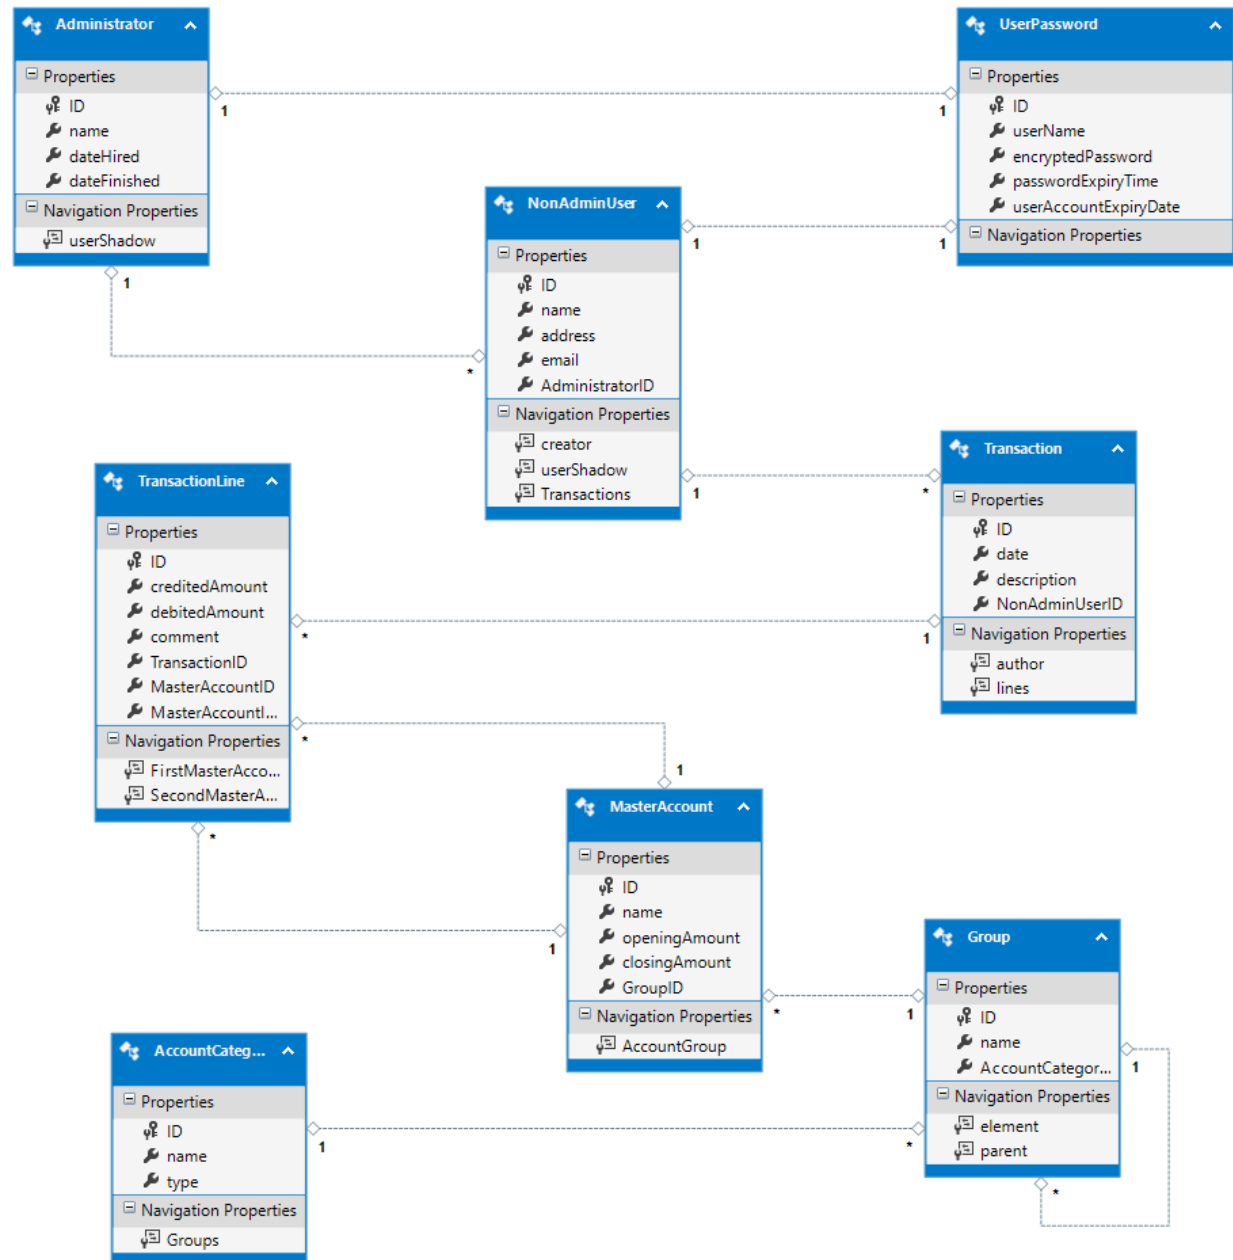 Administrator
Properties
ID
name
dateHired
dateFinished
Navigation Properties
userShadow
1
1
UserPassword
Properties
ID
userName
encryptedPassword
passwordExpiryTime
userAccountExpiryDate
Navigation Properties
1
1
NonAdminUser
Properties
ID
name
address
email
AdministratorID
Navigation Properties
creator
userShadow
Transactions
1
1
*
1
*
Transaction
Properties
ID
date
description
NonAdminUserID
Navigation Properties
author
lines
1
TransactionLine
Properties
ID
creditedAmount
debitedAmount
comment
TransactionID
MasterAccountID
MasterAccountI...
Navigation Properties
FirstMasterAcco...
SecondMasterA...
*
*
*
MasterAccount
Properties
ID
name
openingAmount
closingAmount
GroupID
Navigation Properties
AccountGroup
1
1
*
Group
Properties
ID
name
AccountCategor...
Navigation Properties
element
parent
1
*
1
*
AccountCateg...
Properties
ID
name
type
Navigation Properties
Groups
1